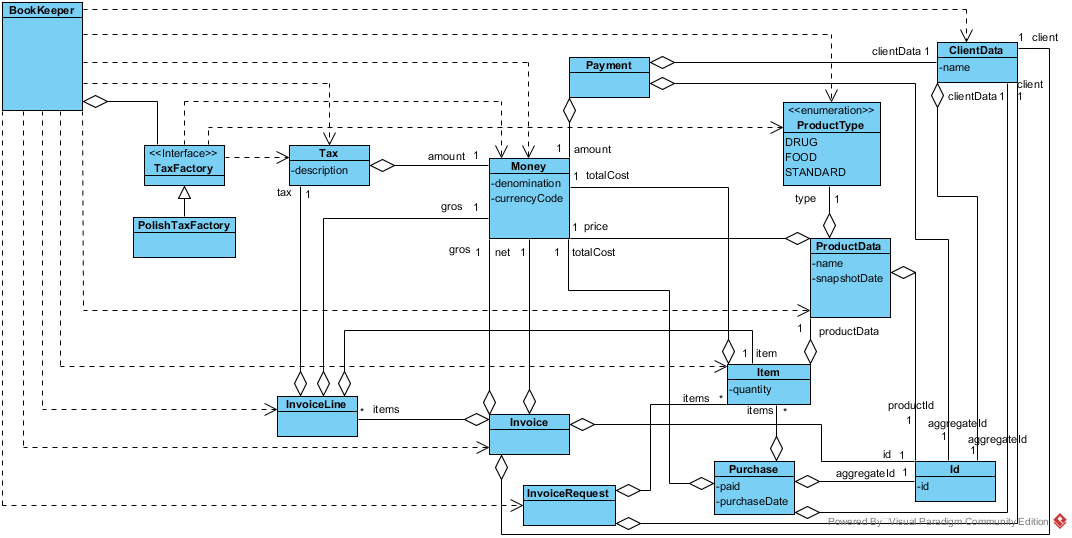 BookKeeper
1 client
clientData 1
ClientData
-name
Payment
client
clientData 1
1
<<enumeration>>
ProductType
DRUG
FOOD
STANDARD
<<Interface>>
TaxFactory
Tax
-description
amount 1
1 amount
Money
-denomination
-currencyCode
1 totalCost
tax 1
gros 1
type 1
PolishTaxFactory
1 price
gros 1 net 1
1 totalCost
ProductData
-name
-snapshotDate
1 productData
1 item
Item
-quantity
items *
items *
InvoiceLine
* items
Invoice
productId
1
aggregateId
1
aggregateId
1
id 1
Id
-id
aggregateId 1
Purchase
-paid
-purchaseDate
InvoiceRequest
Powered By Visual Paradigm Community Edition